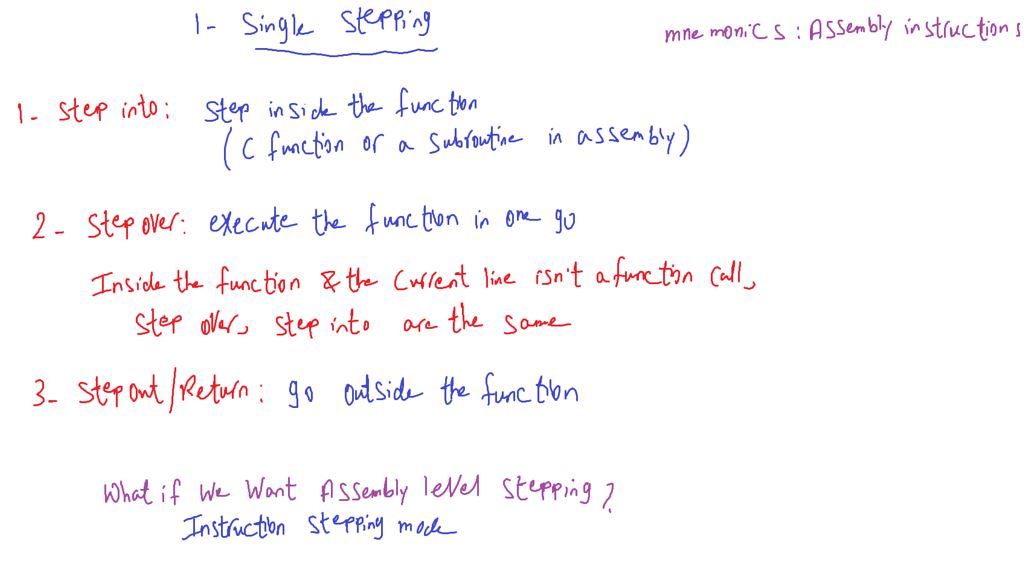 1- Single Stepping
mnemonics : Assembly instructions
1- Step into: Step inside the function
(C function or a subroutine in assembly)
2- Step over: execute the function in one go
Inside the function & the current line isn't a function call,
Step over, step into are the same
3- Step out/Return: go outside the function
What if We Want Assembly level stepping?
Instruction stepping mode